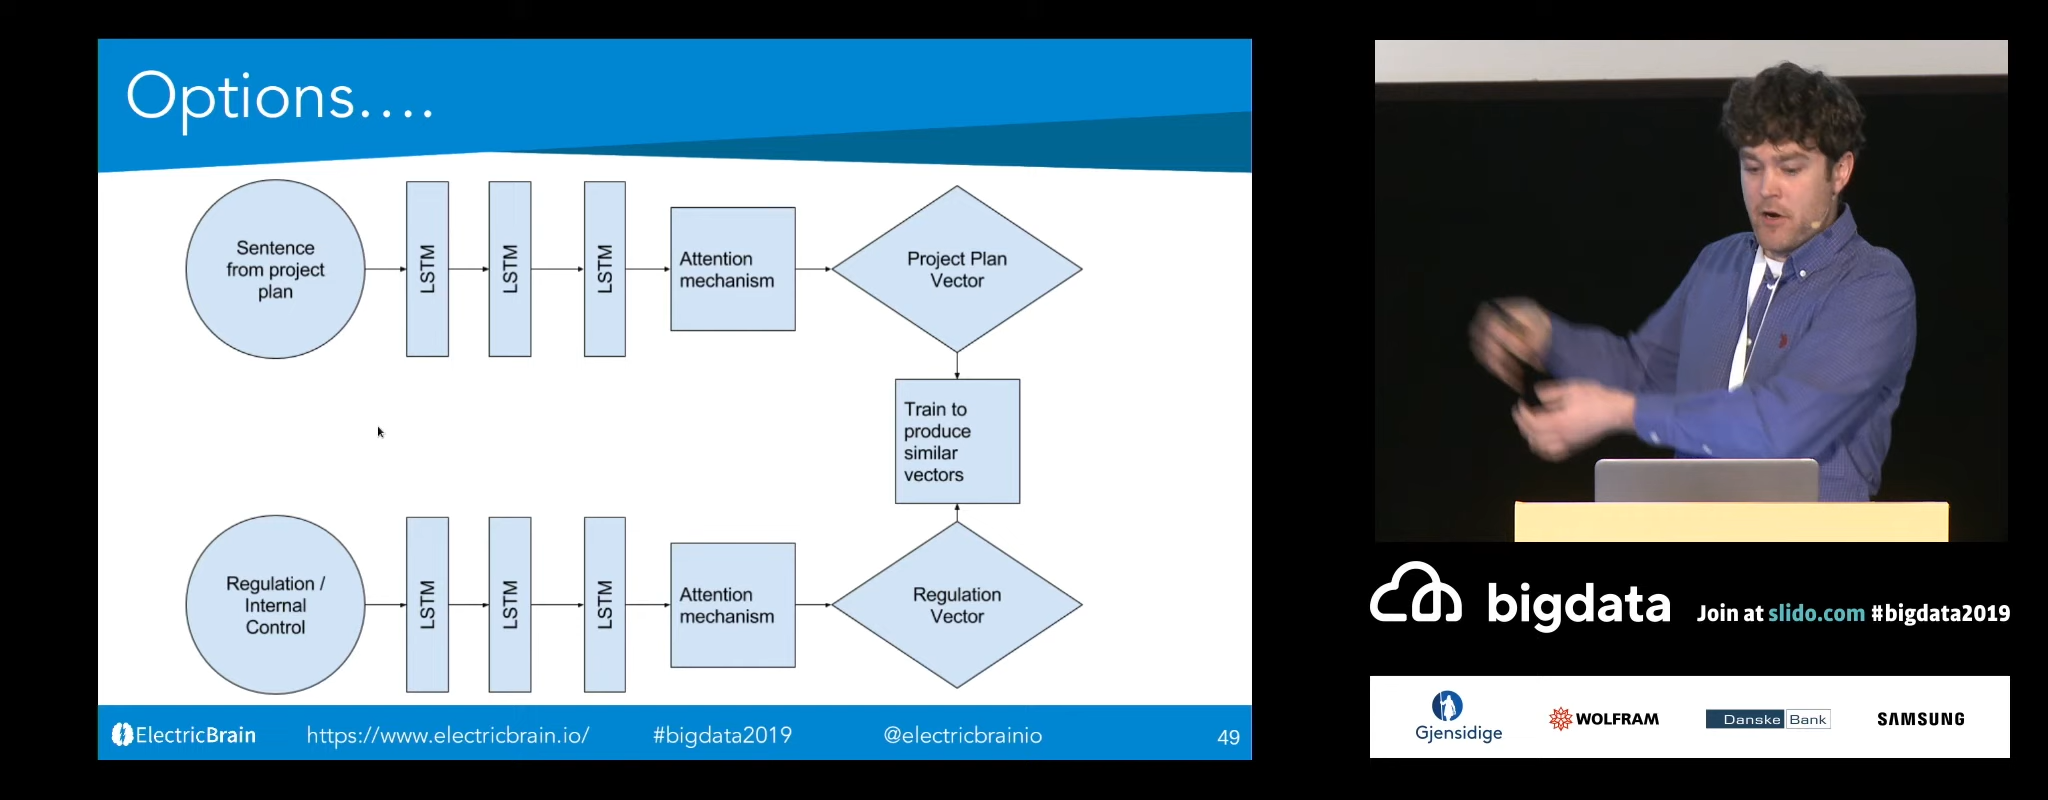 Options....
Sentence
from project
plan
LSTM
LSTM
LSTM
Attention
mechanism
Project Plan
Vector
Train to
produce
similar
vectors
Regulation /
Internal
Control
LSTM
LSTM
LSTM
Attention
mechanism
Regulation
Vector
ElectricBrain
https://www.electricbrain.io/
#bigdata2019
@electricbrainio
49
bigdata
Join at slido.com #bigdata2019
Gjensidige
WOLFRAM
Danske Bank
SAMSUNG